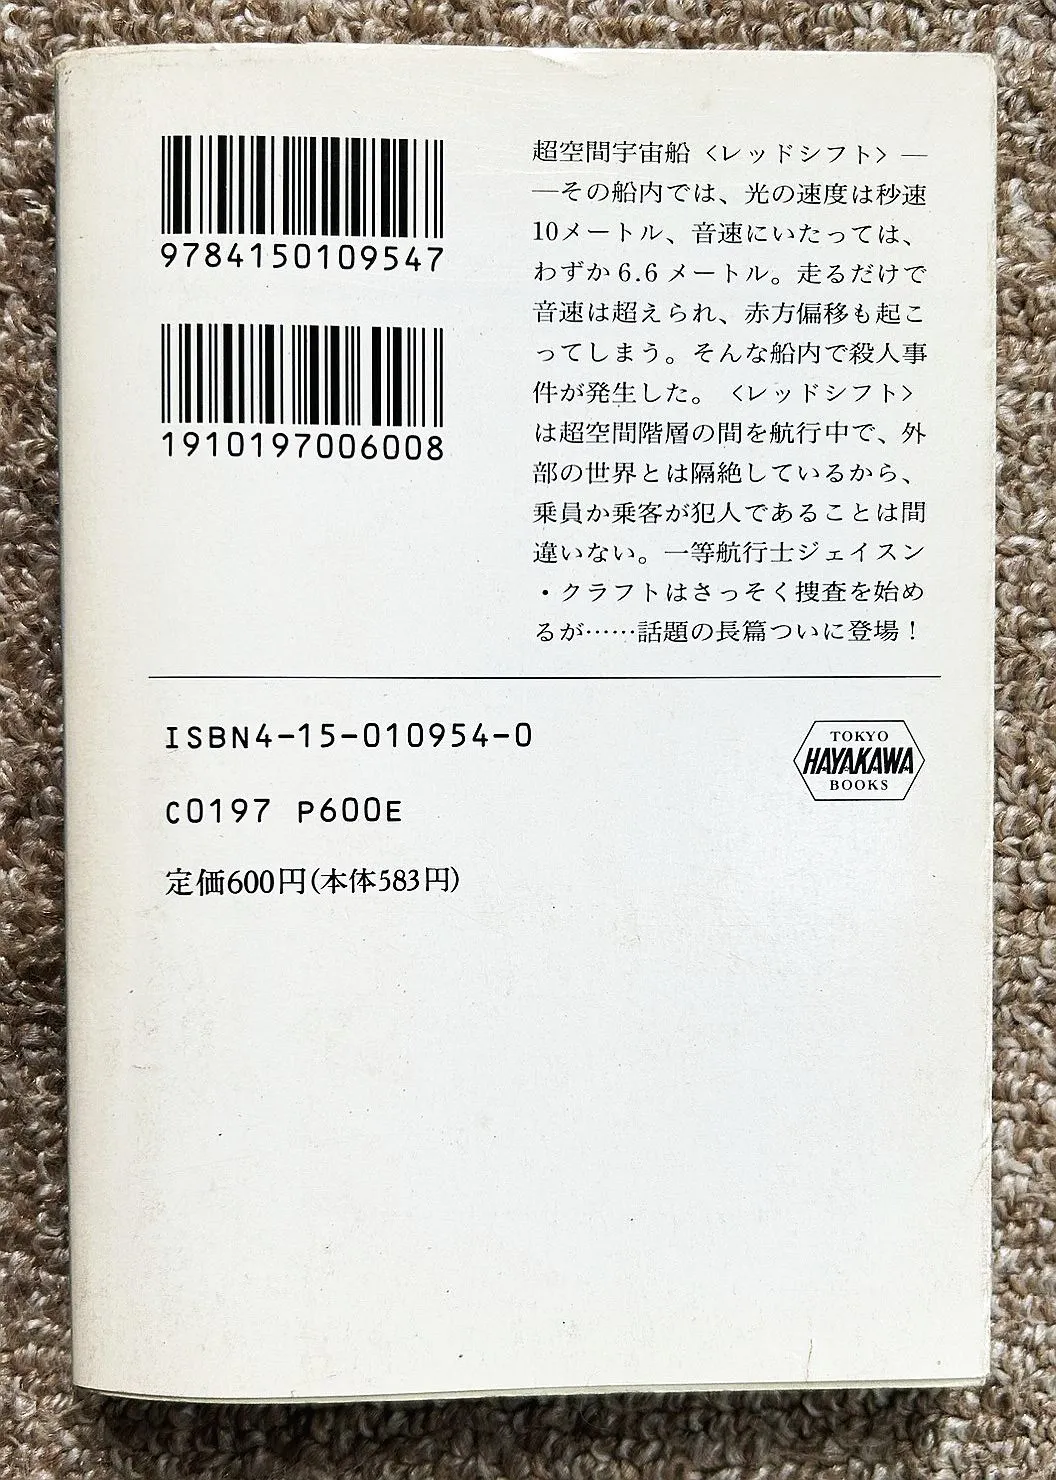 9784150109547
1910197006008
超空間宇宙船〈レッドシフト〉―
―その船内では、光の速度は秒速
10メートル、音速にいたっては、
わずか6.6メートル。走るだけで
音速は超えられ、赤方偏移も起こ
ってしまう。そんな船内で殺人事
件が発生した。〈レッドシフト〉
は超空間階層の間を航行中で、外
部の世界とは隔絶しているから、
乗員か乗客が犯人であることは間
違いない。一等航行士ジェイスン
・クラフトはさっそく捜査を始め
るが……話題の長篇ついに登場！
ISBN4-15-010954-0
C0197 P600E
定価600円(本体583円)
TOKYO
HAYAKAWA
BOOKS